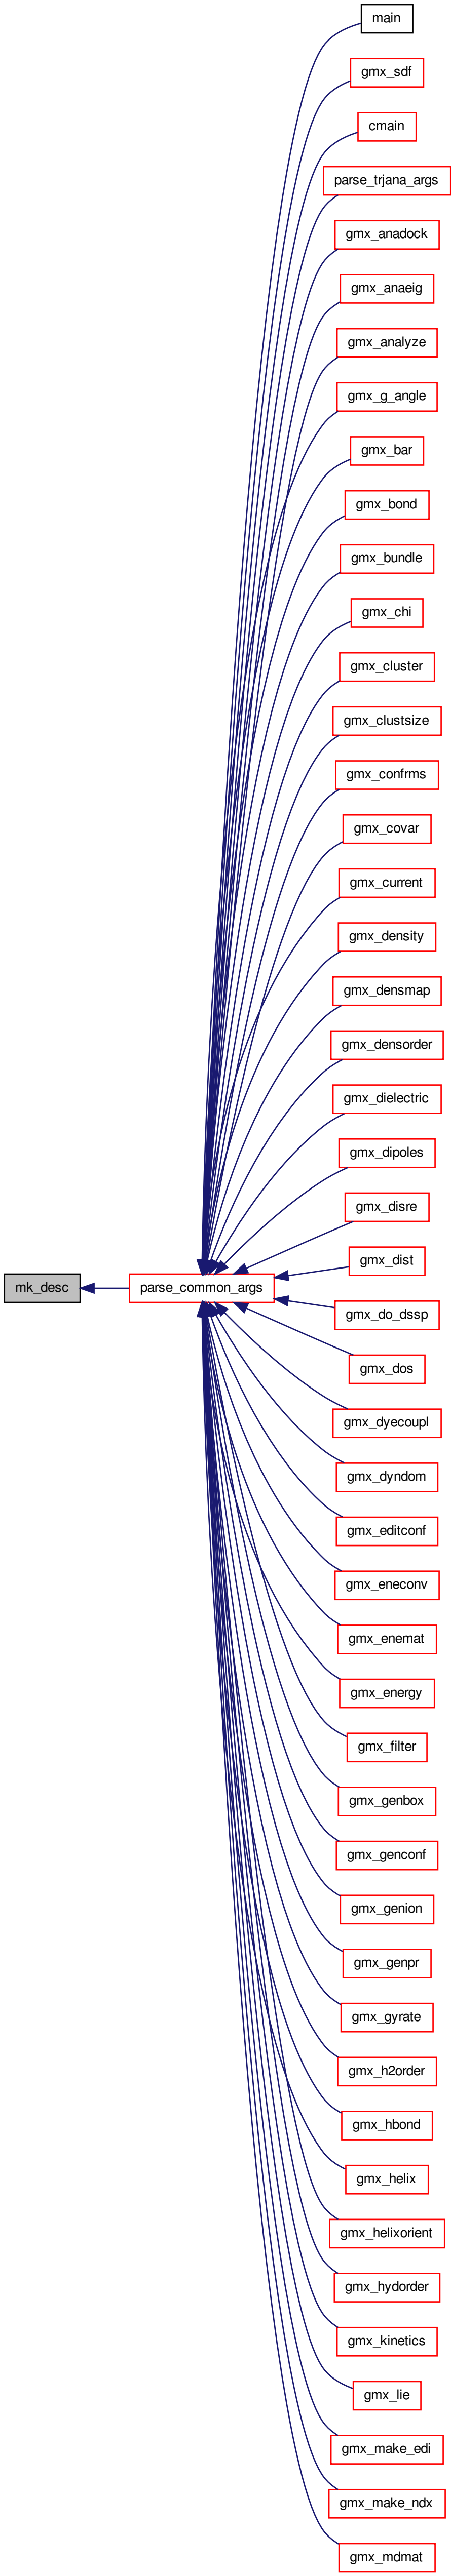 main
gmx_sdf
cmain
parse_trjana_args
gmx_anadock
gmx_anaeig
gmx_analyze
gmx_g_angle
gmx_bar
gmx_bond
gmx_bundle
gmx_chi
gmx_cluster
gmx_clustsize
gmx_confrms
gmx_covar
gmx_current
gmx_density
gmx_densmap
gmx_densorder
gmx_dielectric
gmx_dipoles
gmx_disre
gmx_dist
mk_desc
parse_common_args
gmx_do_dssp
gmx_dos
gmx_dyecoupl
gmx_dyndom
gmx_editconf
gmx_eneconv
gmx_enemat
gmx_energy
gmx_filter
gmx_genbox
gmx_genconf
gmx_genion
gmx_genpr
gmx_gyrate
gmx_h2order
gmx_hbond
gmx_helix
gmx_helixorient
gmx_hydorder
gmx_kinetics
gmx_lie
gmx_make_edi
gmx_make_ndx
gmx_mdmat